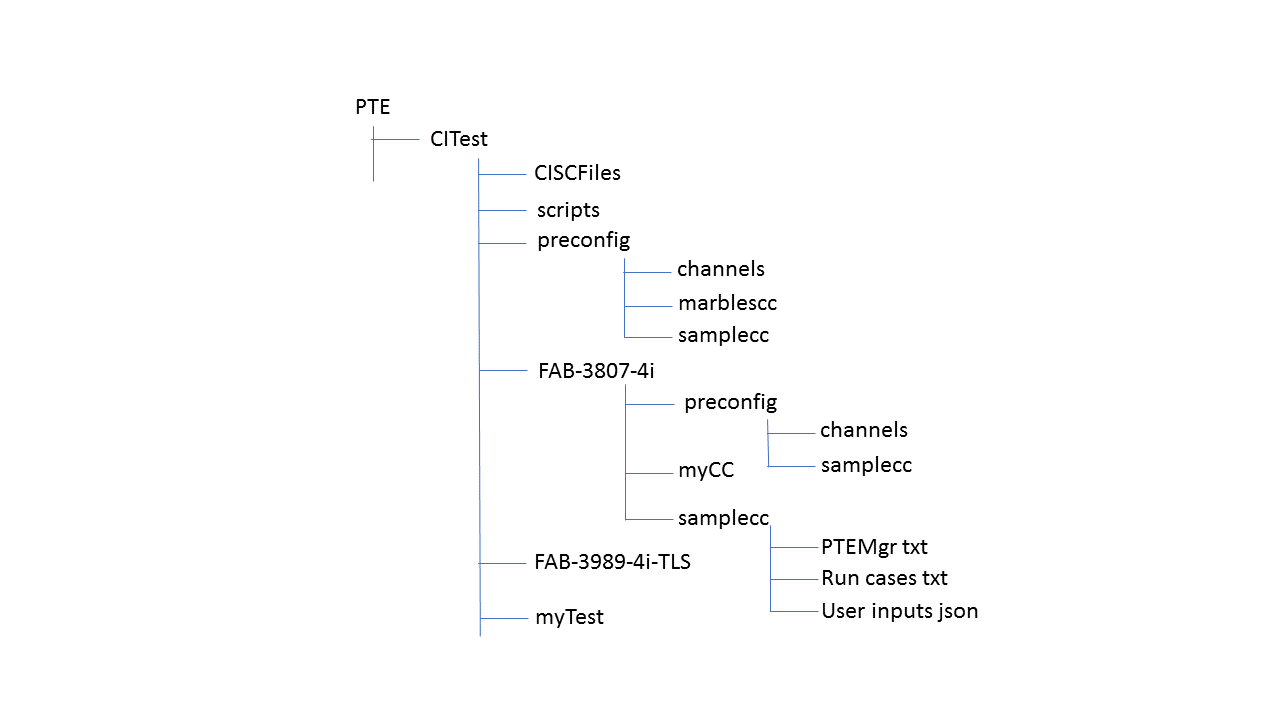 PTE
CITest
CISCFiles
scripts
preconfig
channels
marblescc
samplecc
FAB-3807-4i
preconfig
channels
samplecc
myCC
samplecc
PTEMgr txt
Run cases txt
User inputs json
FAB-3989-4i-TLS
myTest